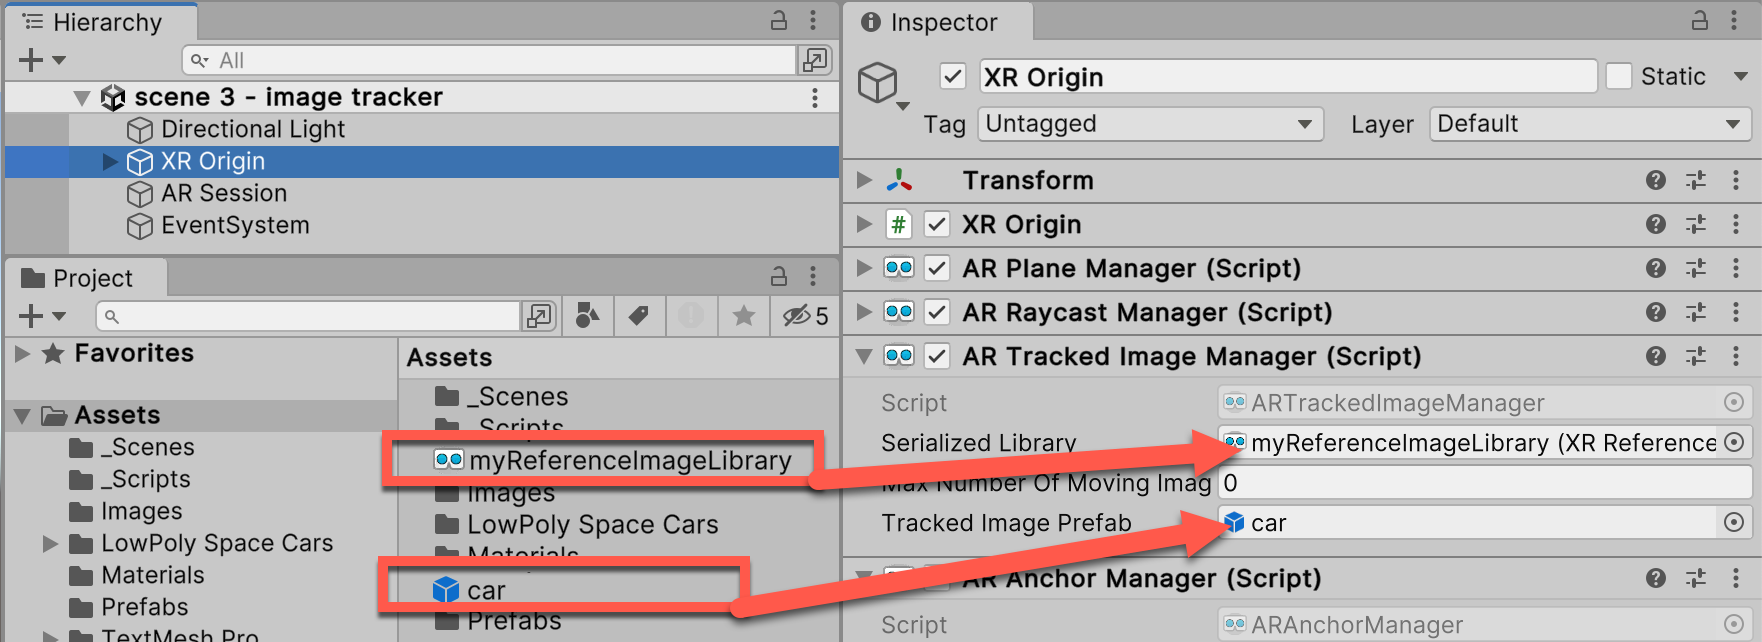 Hierarchy
All
scene 3 - image tracker
Directional Light
XR Origin
AR Session
EventSystem
Project
5
Favorites
Assets
_Scenes
_Scripts
Images
LowPoly Space Cars
Materials
Prefabs
TextMesh Pro
Assets
_Scenes
_Scripts
myReferenceImageLibrary
Images
LowPoly Space Cars
Materials
car
Prefabs
Inspector
XR Origin
Static
Tag Untagged Layer Default
Transform
# XR Origin
AR Plane Manager (Script)
AR Raycast Manager (Script)
AR Tracked Image Manager (Script)
Script ARTrackedImageManager
Serialized Library myReferenceImageLibrary (XR Reference
Max Number Of Moving Imag 0
Tracked Image Prefab car
AR Anchor Manager (Script)
Script ARAnchorManager